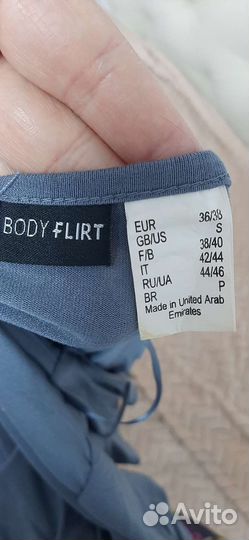 BODY FLIRT
EUR 36/38
GB/US S
F/B 38/40
IT 42/44
RU/UA 44/46
BR P
Made in United Arab
Emirates
Avito